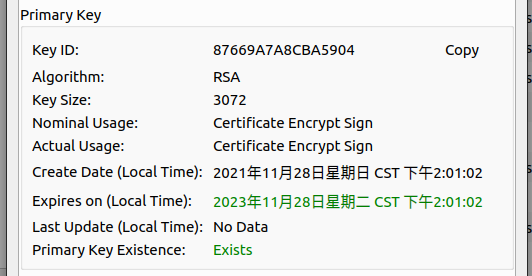 Primary Key
Key ID: 87669A7A8CBA5904 Copy
Algorithm: RSA
Key Size: 3072
Nominal Usage: Certificate Encrypt Sign
Actual Usage: Certificate Encrypt Sign
Create Date (Local Time): 2021年11月28日星期日 CST 下午2:01:02
Expires on (Local Time): 2023年11月28日星期二 CST 下午2:01:02
Last Update (Local Time): No Data
Primary Key Existence: Exists